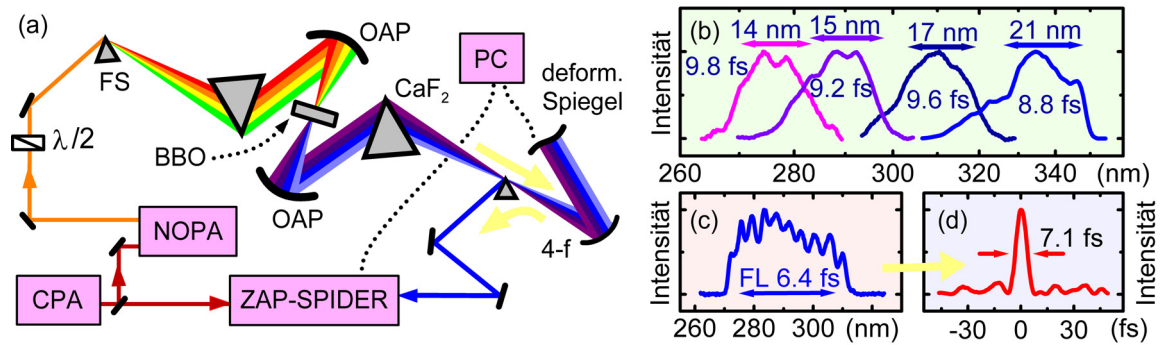 (a)
OAP
PC
deform.
Spiegel
FS
CaF₂
λ/2
BBO
OAP
4-f
NOPA
CPA
ZAP-SPIDER
(b)
14 nm
15 nm
17 nm
21 nm
9.8 fs
9.2 fs
9.6 fs
8.8 fs
Intensität
260 280 300 320 340 (nm)
(c)
FL 6.4 fs
Intensität
260 280 300 (nm)
(d)
7.1 fs
Intensität
-30 0 30 (fs)